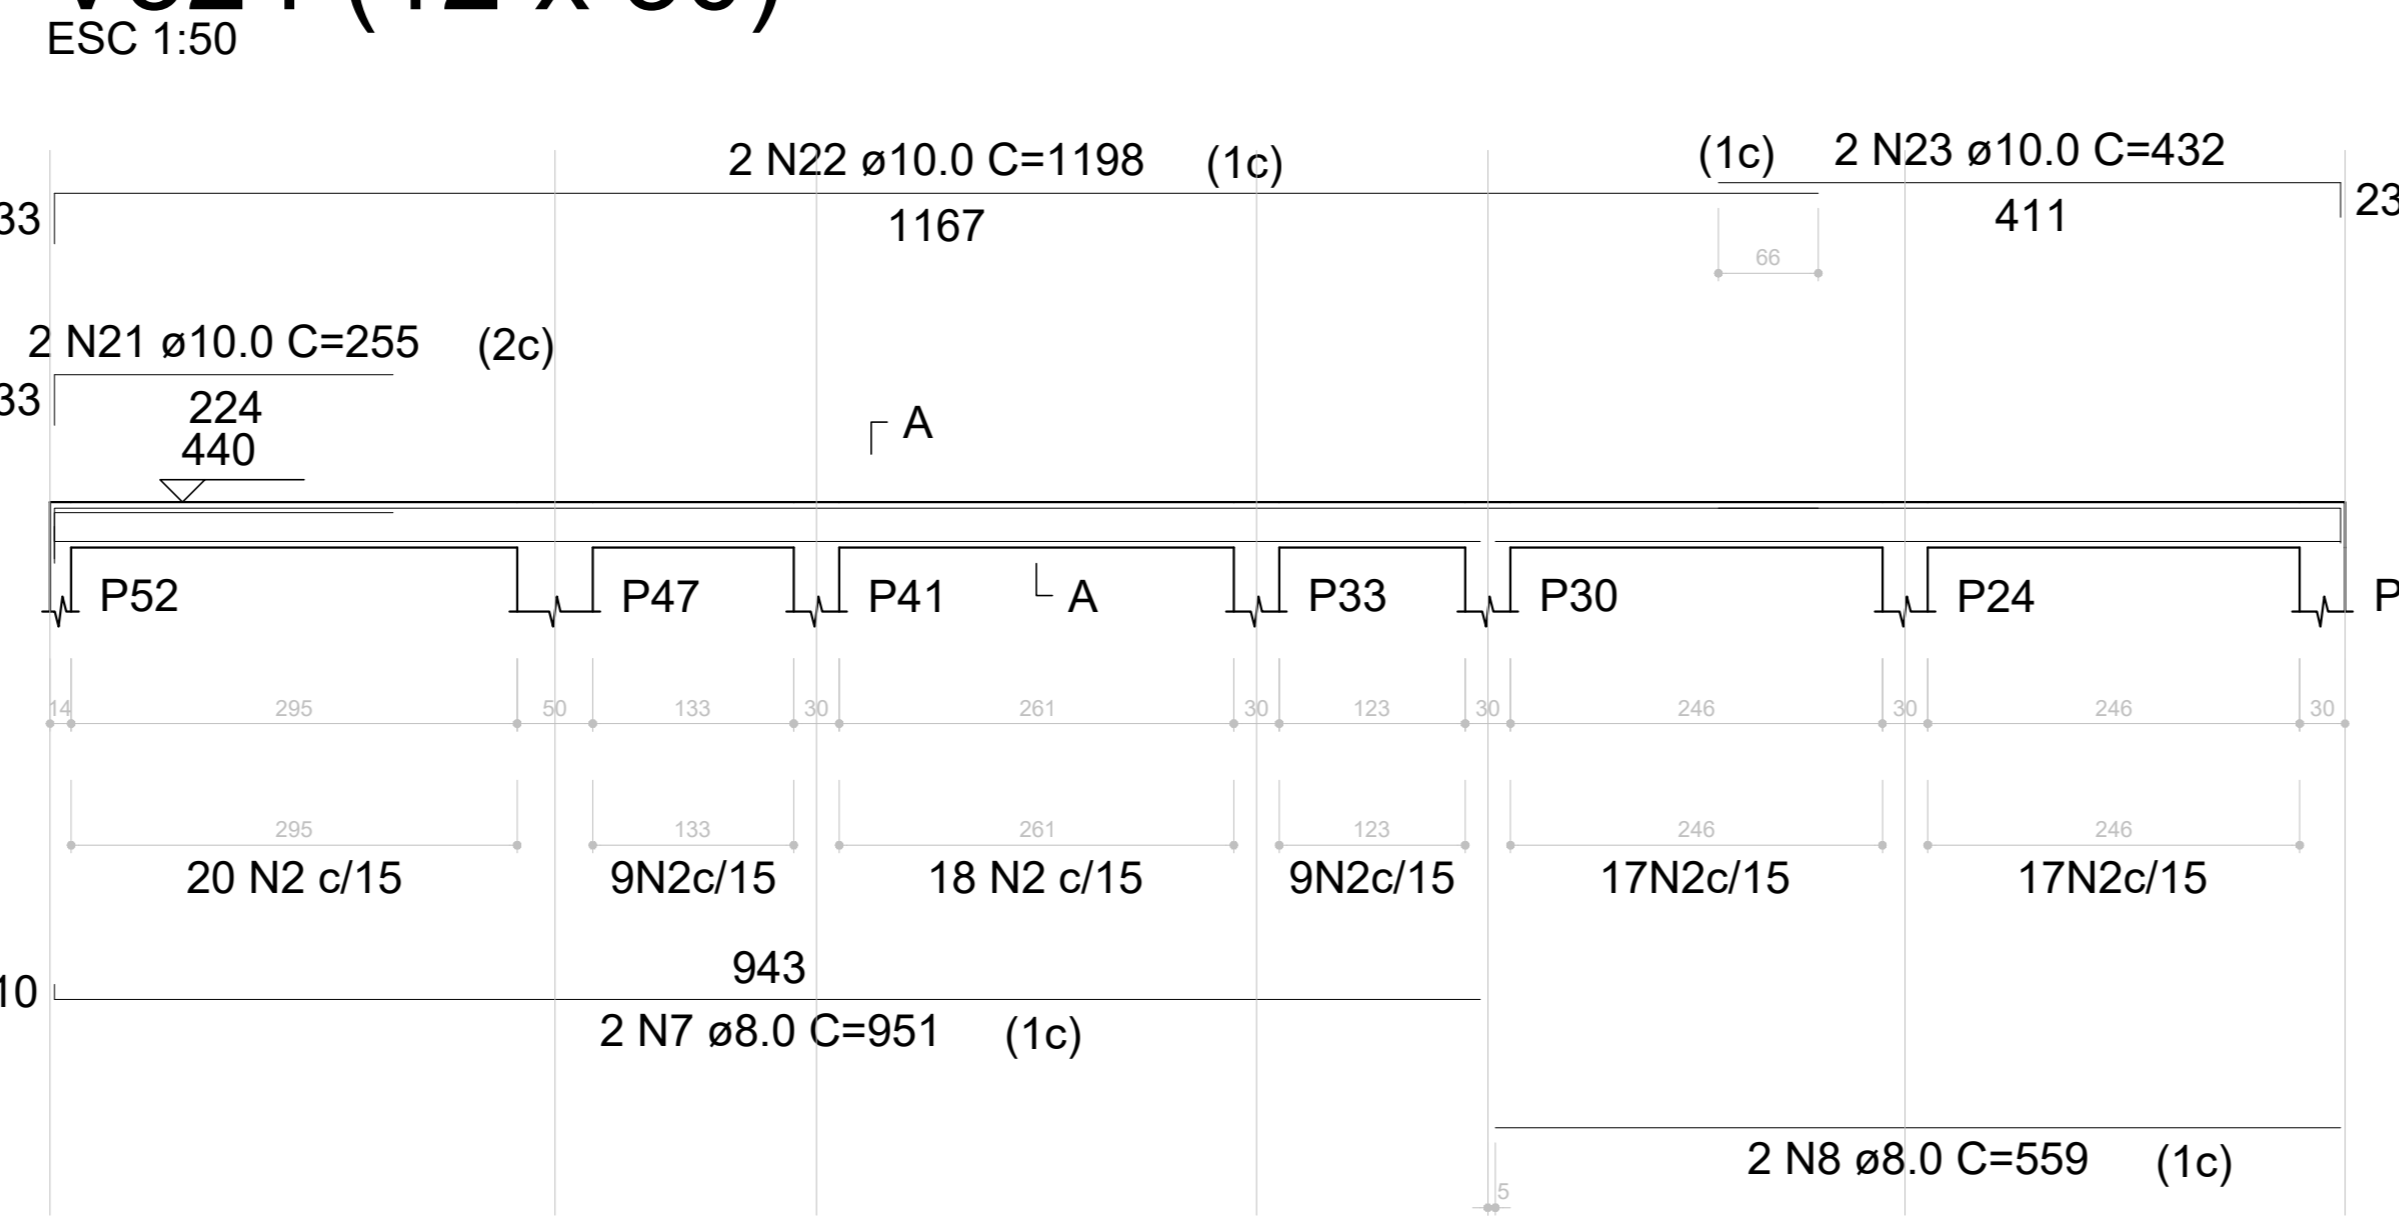 ESC 1:50
2 N22 ø10.0 C=1198 (1c)
(1c) 2 N23 ø10.0 C=432
33
1167
23
411
66
2 N21 ø10.0 C=255 (2c)
33
224
440
A
P52 P47 P41 A P33 P30 P24 P
14 295 50 133 30 261 30 123 30 246 30 246 30
295 133 261 123 246 246
20 N2 c/15 9N2c/15 18 N2 c/15 9N2c/15 17N2c/15 17N2c/15
943
10
2 N7 ø8.0 C=951 (1c)
2 N8 ø8.0 C=559 (1c)
5